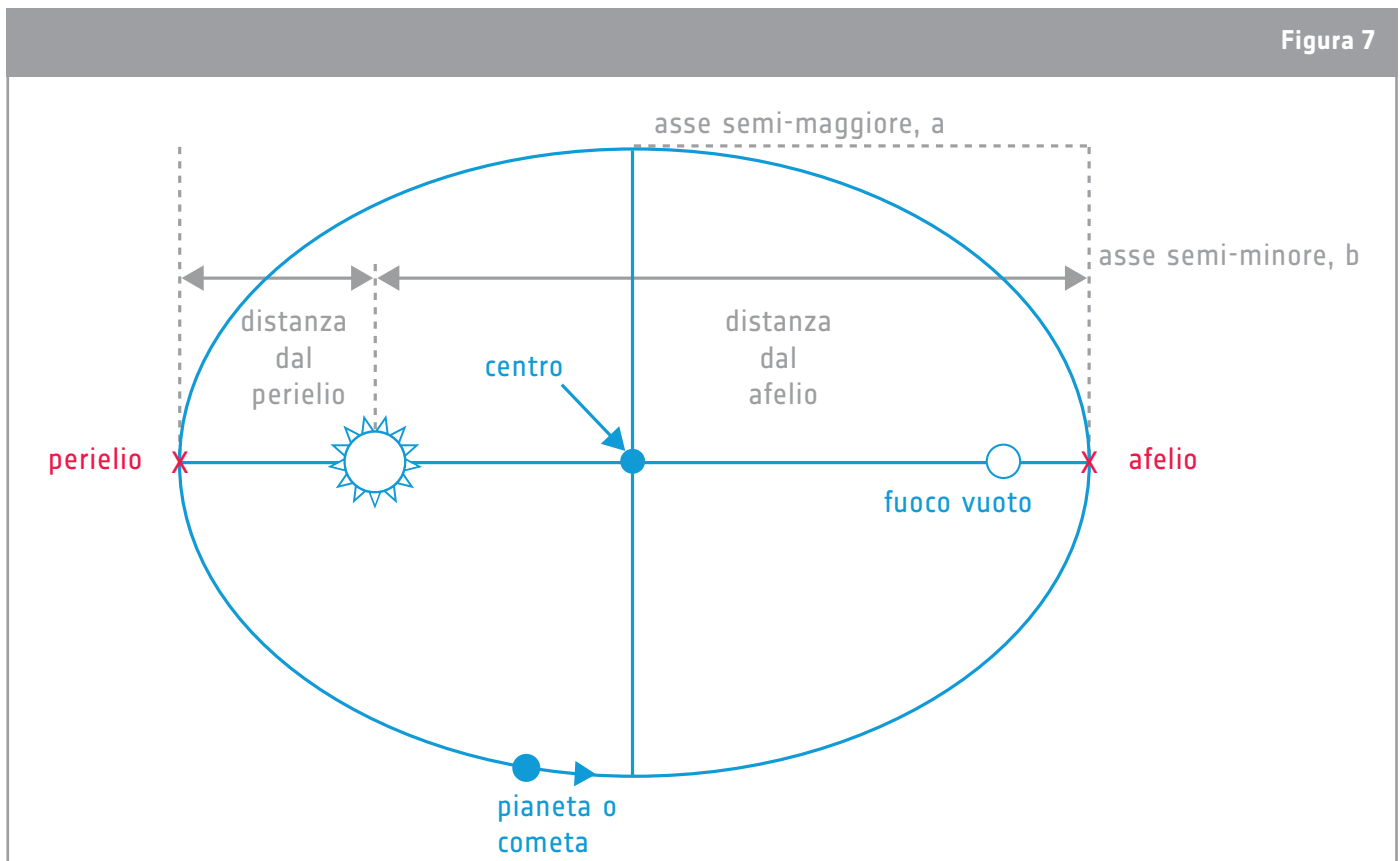 Figura 7
asse semi-maggiore, a
asse semi-minore, b
distanza
dal
perielio
distanza
dal
afelio
centro
perielio
X
X
afelio
fuoco vuoto
pianeta o
cometa